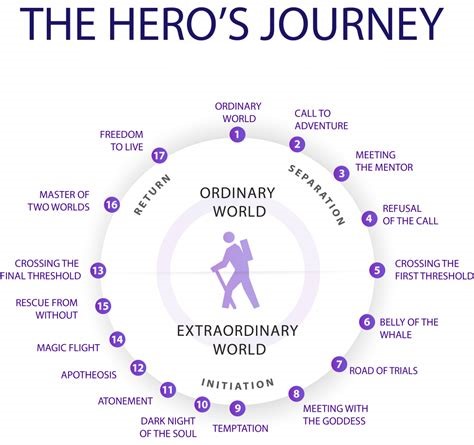 THE HERO'S JOURNEY
1
ORDINARY
WORLD
2
CALL TO
ADVENTURE
3
MEETING
THE MENTOR
4
REFUSAL
OF THE CALL
5
CROSSING THE
FIRST THRESHOLD
6
BELLY OF THE
WHALE
7
ROAD OF TRIALS
8
MEETING WITH
THE GODDESS
9
TEMPTATION
10
DARK NIGHT
OF THE SOUL
11
ATONEMENT
12
APOTHEOSIS
14
MAGIC FLIGHT
15
RESCUE FROM
WITHOUT
13
CROSSING THE
FINAL THRESHOLD
16
MASTER OF
TWO WORLDS
17
FREEDOM
TO LIVE
SEPARATION
INITIATION
RETURN
ORDINARY
WORLD
EXTRAORDINARY
WORLD